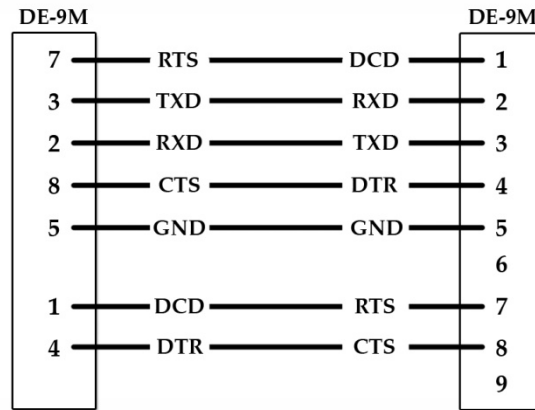 DE-9M DE-9M
7 RTS DCD 1
3 TXD RXD 2
2 RXD TXD 3
8 CTS DTR 4
5 GND GND 5
6
1 DCD RTS 7
4 DTR CTS 8
9